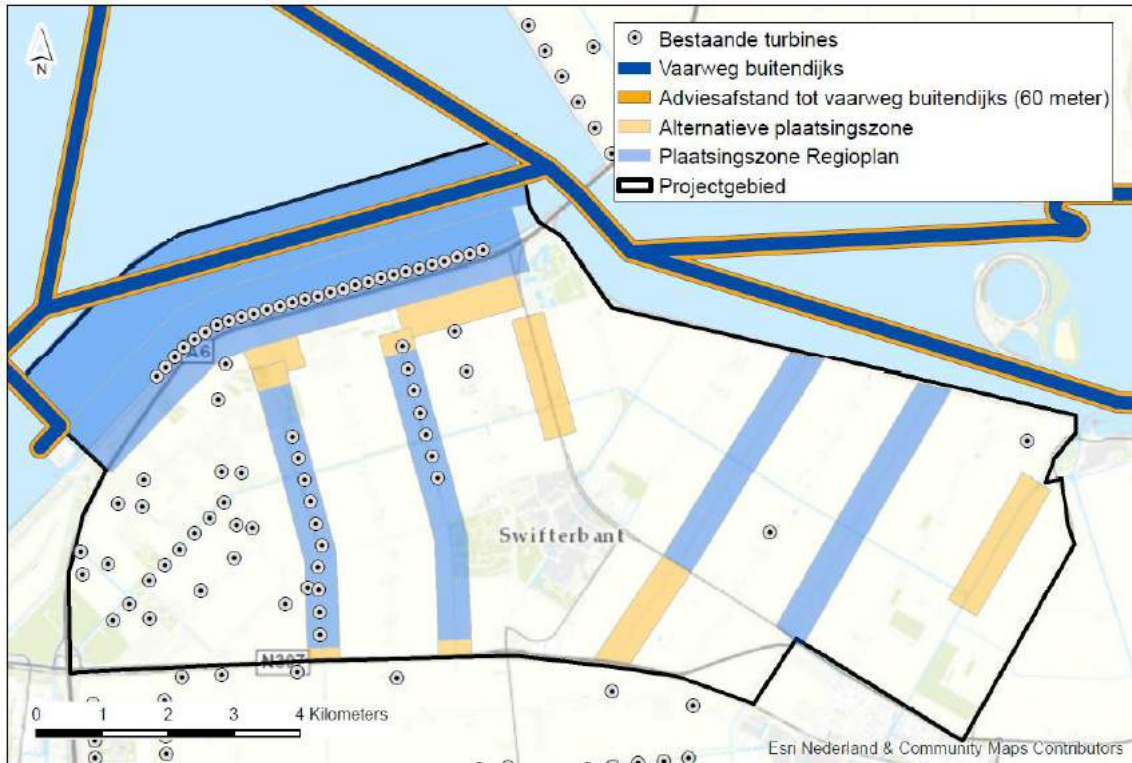 N
Bestaande turbines
Vaarweg buitendijks
Adviesafstand tot vaarweg buitendijks (60 meter)
Alternatieve plaatsingszone
Plaatsingszone Regioplan
Projectgebied
A6
Swifterbant
N307
0 1 2 3 4 Kilometers
Esri Nederland & Community Maps Contributors